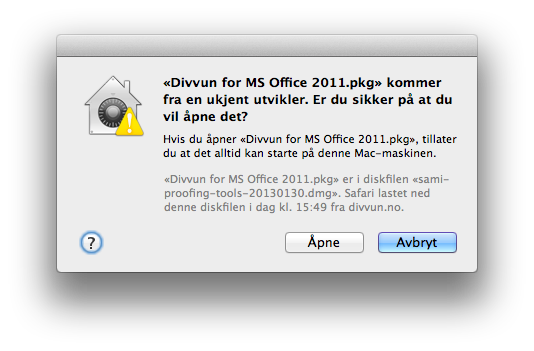 «Divvun for MS Office 2011.pkg» kommer
fra en ukjent utvikler. Er du sikker på at du
vil åpne det?
Hvis du åpner «Divvun for MS Office 2011.pkg», tillater
du at det alltid kan starte på denne Mac-maskinen.
«Divvun for MS Office 2011.pkg» er i diskfilen «sami-
proofing-tools-20130130.dmg». Safari lastet ned
denne diskfilen i dag kl. 15:49 fra divvun.no.
? Åpne Avbryt